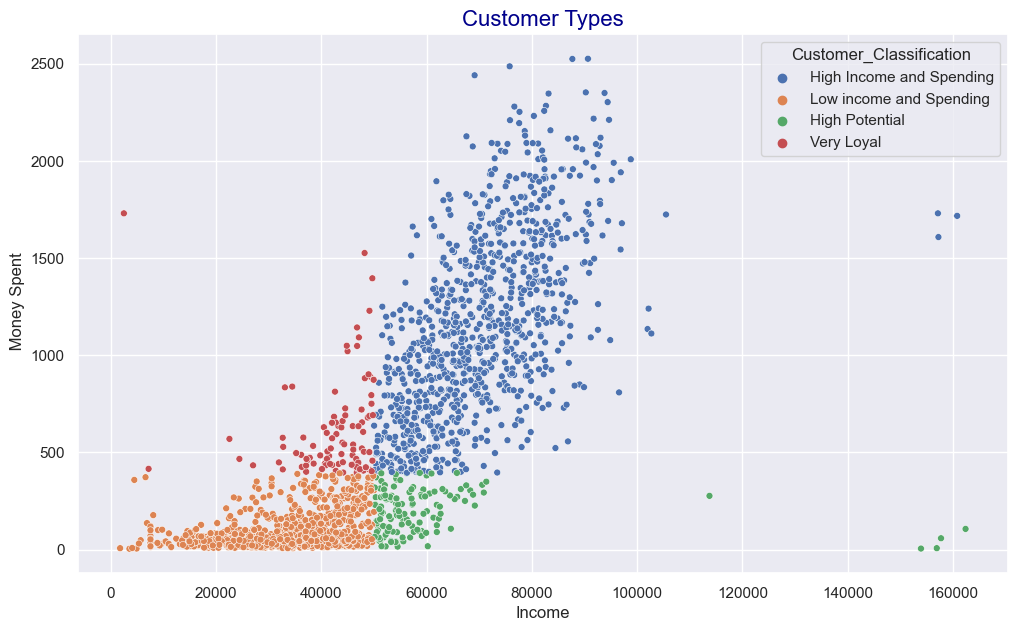 Customer Types
Customer_Classification
High Income and Spending
Low income and Spending
High Potential
Very Loyal
Money Spent
2500
2000
1500
1000
500
0
0 20000 40000 60000 80000 100000 120000 140000 160000
Income